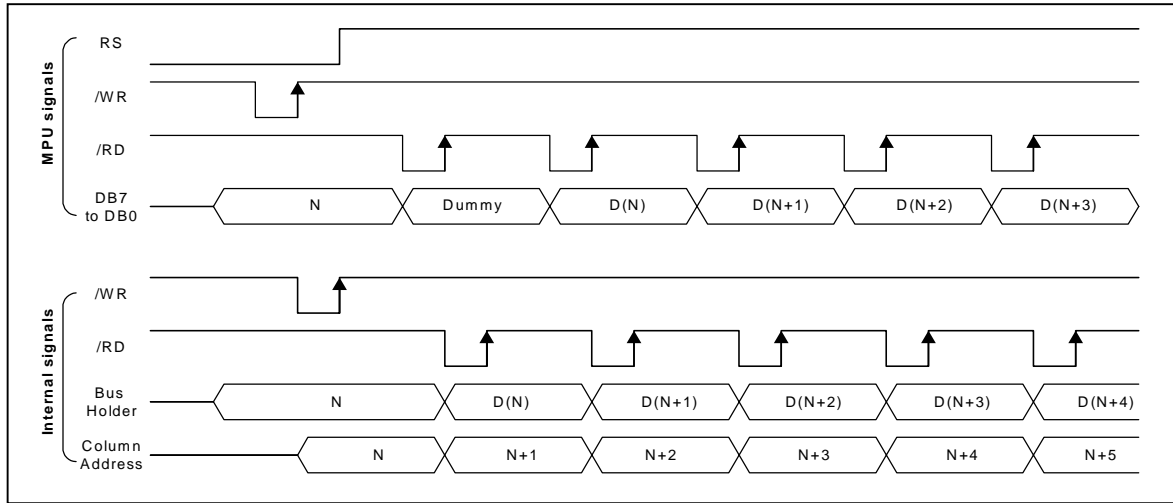 MPU signals
RS
/WR
/RD
DB7
to DB0
N
Dummy
D(N)
D(N+1)
D(N+2)
D(N+3)
Internal signals
/WR
/RD
Bus
Holder
N
D(N)
D(N+1)
D(N+2)
D(N+3)
D(N+4)
Column
Address
N
N+1
N+2
N+3
N+4
N+5